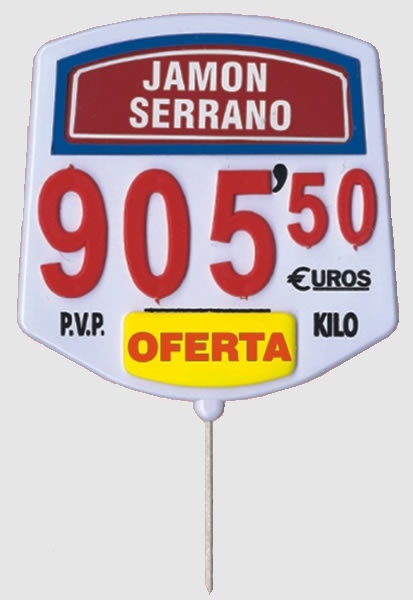 JAMON
SERRANO
905'50
€UROS
P.V.P.
KILO
OFERTA